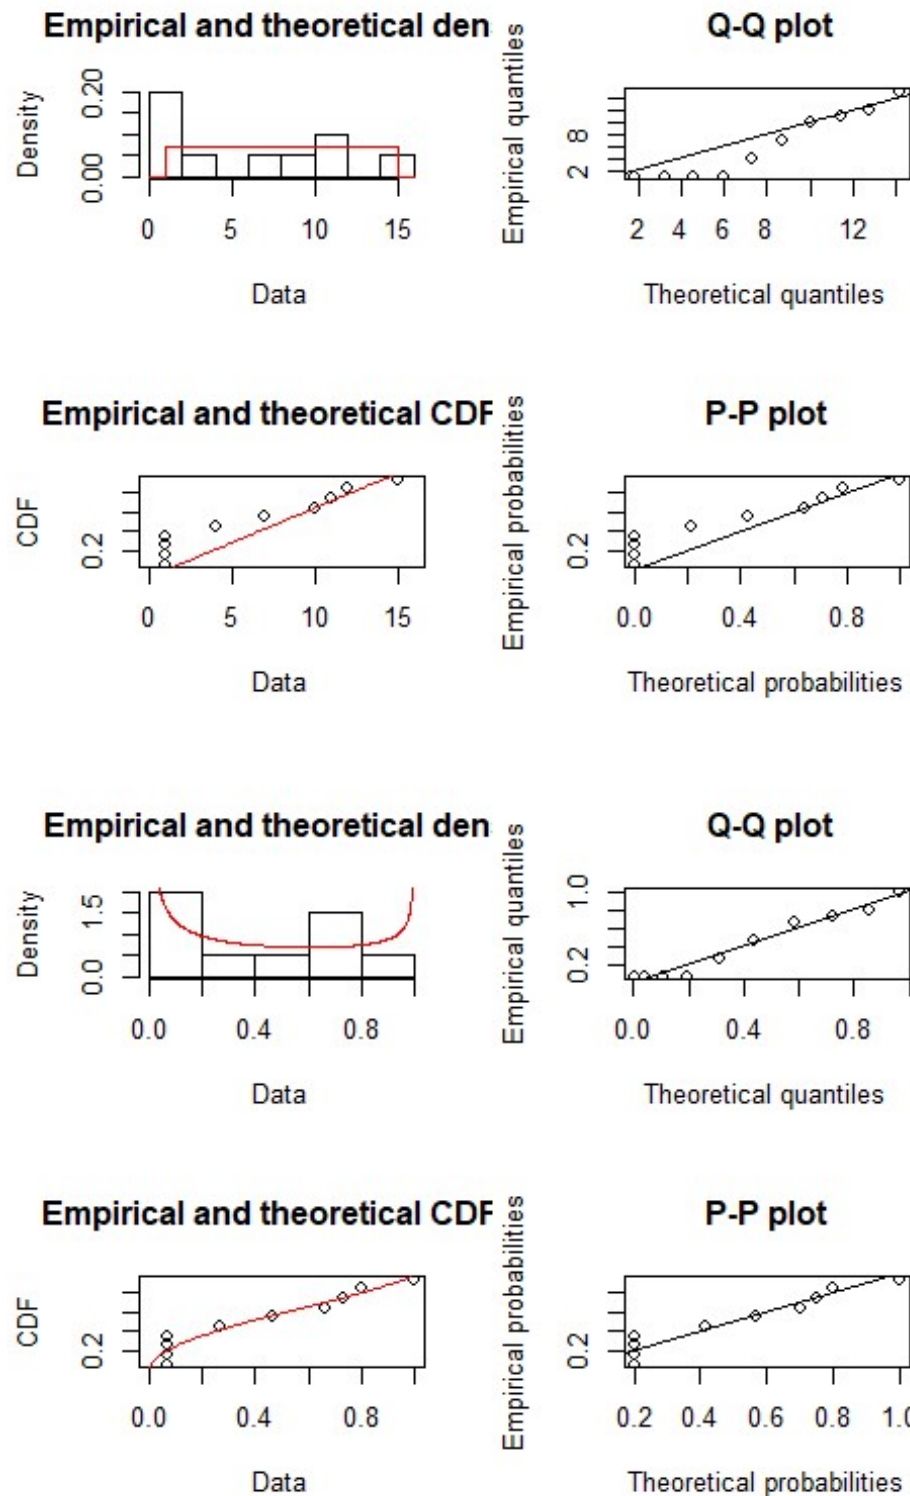 Empirical and theoretical den
Density
0.00 0.20
0 5 10 15
Data
Q-Q plot
Empirical quantiles
2 8
2 4 6 8 12
Theoretical quantiles
Empirical and theoretical CDF
CDF
0.2
0 5 10 15
Data
P-P plot
Empirical probabilities
0.2
0.0 0.4 0.8
Theoretical probabilities
Empirical and theoretical den
Density
0.0 1.5
0.0 0.4 0.8
Data
Q-Q plot
Empirical quantiles
0.2 1.0
0.0 0.4 0.8
Theoretical quantiles
Empirical and theoretical CDF
CDF
0.2
0.0 0.4 0.8
Data
P-P plot
Empirical probabilities
0.2
0.2 0.4 0.6 0.8 1.0
Theoretical probabilities